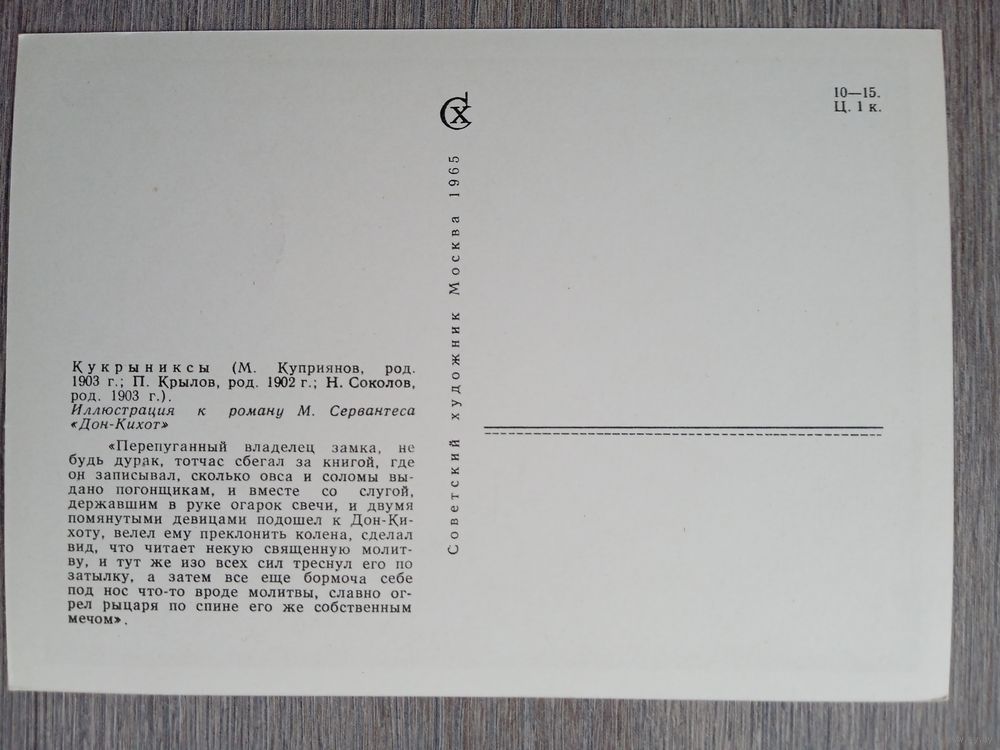 Кукрыниксы (М. Куприянов, род.
1903 г.; П. Крылов, род. 1902 г.; Н. Соколов,
род. 1903 г.).
Иллюстрация к роману М. Сервантеса
«Дон-Кихот»
«Перепуганный владелец замка, не
будь дурак, тотчас сбегал за книгой, где
он записывал, сколько овса и соломы вы-
дано погонщикам, и вместе со слугой,
державшим в руке огарок свечи, и двумя
помянутыми девицами подошел к Дон-Ки-
хоту, велел ему преклонить колена, сделал
вид, что читает некую священную молит-
ву, и тут же изо всех сил треснул его по
затылку, а затем все еще бормоча себе
под нос что-то вроде молитвы, славно ог-
рел рыцаря по спине его же собственным
мечом».
СХ
Советский художник Москва 1965
10—15.
Ц. 1 к.